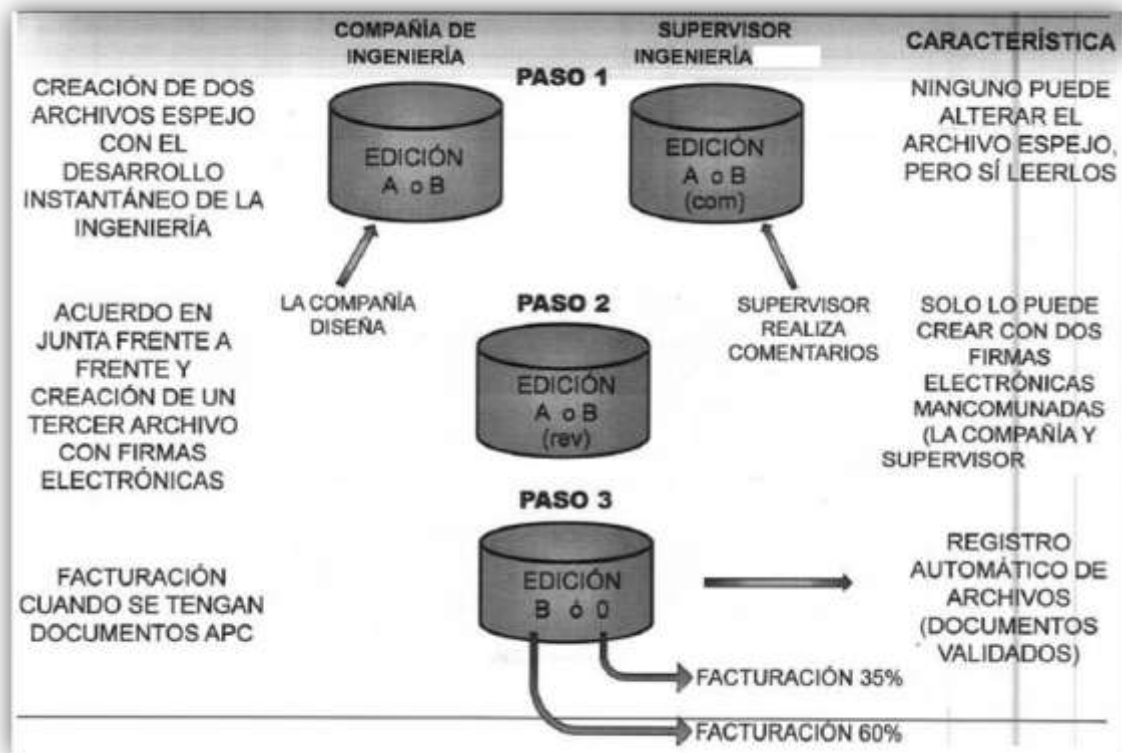 COMPAÑÍA DE
INGENIERÍA
SUPERVISOR
INGENIERÍA
CARACTERÍSTICA
PASO 1
CREACIÓN DE DOS
ARCHIVOS ESPEJO
CON EL
DESARROLLO
INSTANTÁNEO DE LA
INGENIERÍA
EDICIÓN
A o B
EDICIÓN
A o B
(com)
NINGUNO PUEDE
ALTERAR EL
ARCHIVO ESPEJO,
PERO SÍ LEERLOS
LA COMPAÑÍA
DISEÑA
SUPERVISOR
REALIZA
COMENTARIOS
PASO 2
ACUERDO EN
JUNTA FRENTE A
FRENTE Y
CREACIÓN DE UN
TERCER ARCHIVO
CON FIRMAS
ELECTRÓNICAS
EDICIÓN
A o B
(rev)
SOLO LO PUEDE
CREAR CON DOS
FIRMAS
ELECTRÓNICAS
MANCOMUNADAS
(LA COMPAÑÍA Y
SUPERVISOR
PASO 3
FACTURACIÓN
CUANDO SE TENGAN
DOCUMENTOS APC
EDICIÓN
B ó 0
REGISTRO
AUTOMÁTICO DE
ARCHIVOS
(DOCUMENTOS
VALIDADOS)
FACTURACIÓN 35%
FACTURACIÓN 60%